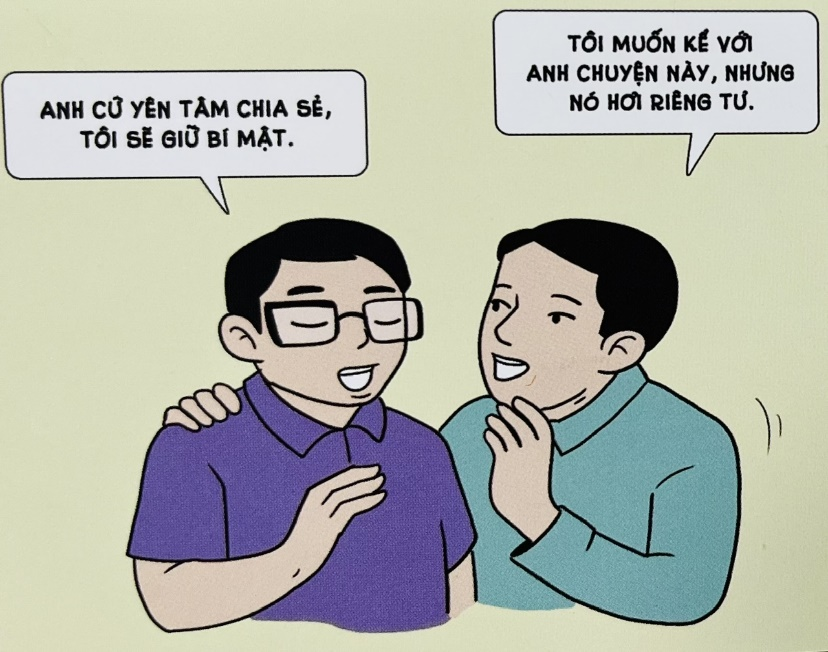 TÔI MUỐN KỂ VỚI
ANH CHUYỆN NÀY, NHƯNG
NÓ HƠI RIÊNG TƯ.
ANH CỨ YÊN TÂM CHIA SẺ,
TÔI SẼ GIỮ BÍ MẬT.